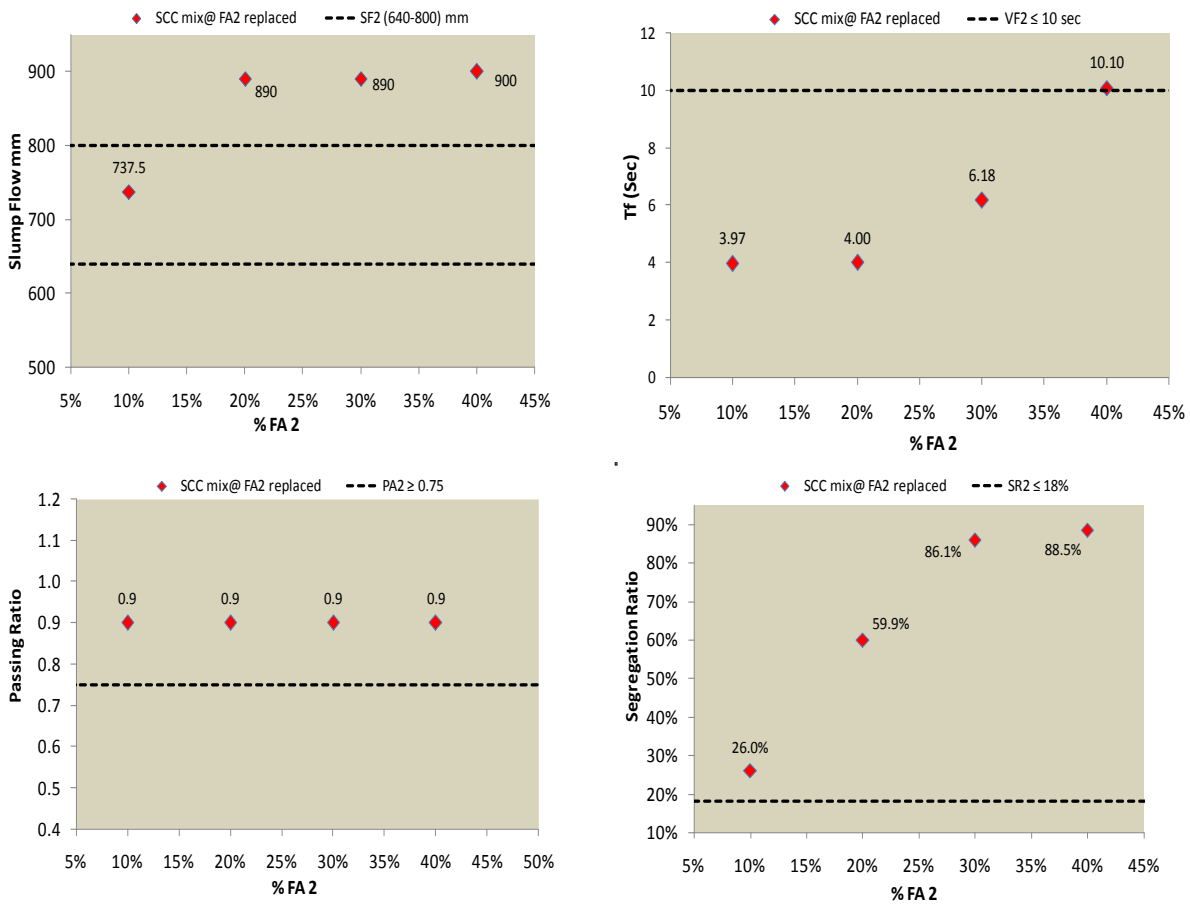 SCC mix@ FA2 replaced SF2 (640-800) mm
900
800
700
600
500
890
890
900
737.5
Slump Flow mm
5% 10% 15% 20% 25% 30% 35% 40% 45%
% FA 2
SCC mix@ FA2 replaced VF2 ≤ 10 sec
12
10
8
6
4
2
0
10.10
6.18
3.97
4.00
Tf (Sec)
5% 10% 15% 20% 25% 30% 35% 40% 45%
% FA 2
SCC mix@ FA2 replaced PA2 ≥ 0.75
1.2
1.1
1.0
0.9
0.8
0.7
0.6
0.5
0.4
0.9 0.9 0.9 0.9
Passing Ratio
5% 10% 15% 20% 25% 30% 35% 40% 45% 50%
% FA 2
SCC mix@ FA2 replaced SR2 ≤ 18%
90%
80%
70%
60%
50%
40%
30%
20%
10%
86.1%
88.5%
59.9%
26.0%
Segregation Ratio
5% 10% 15% 20% 25% 30% 35% 40% 45%
% FA 2